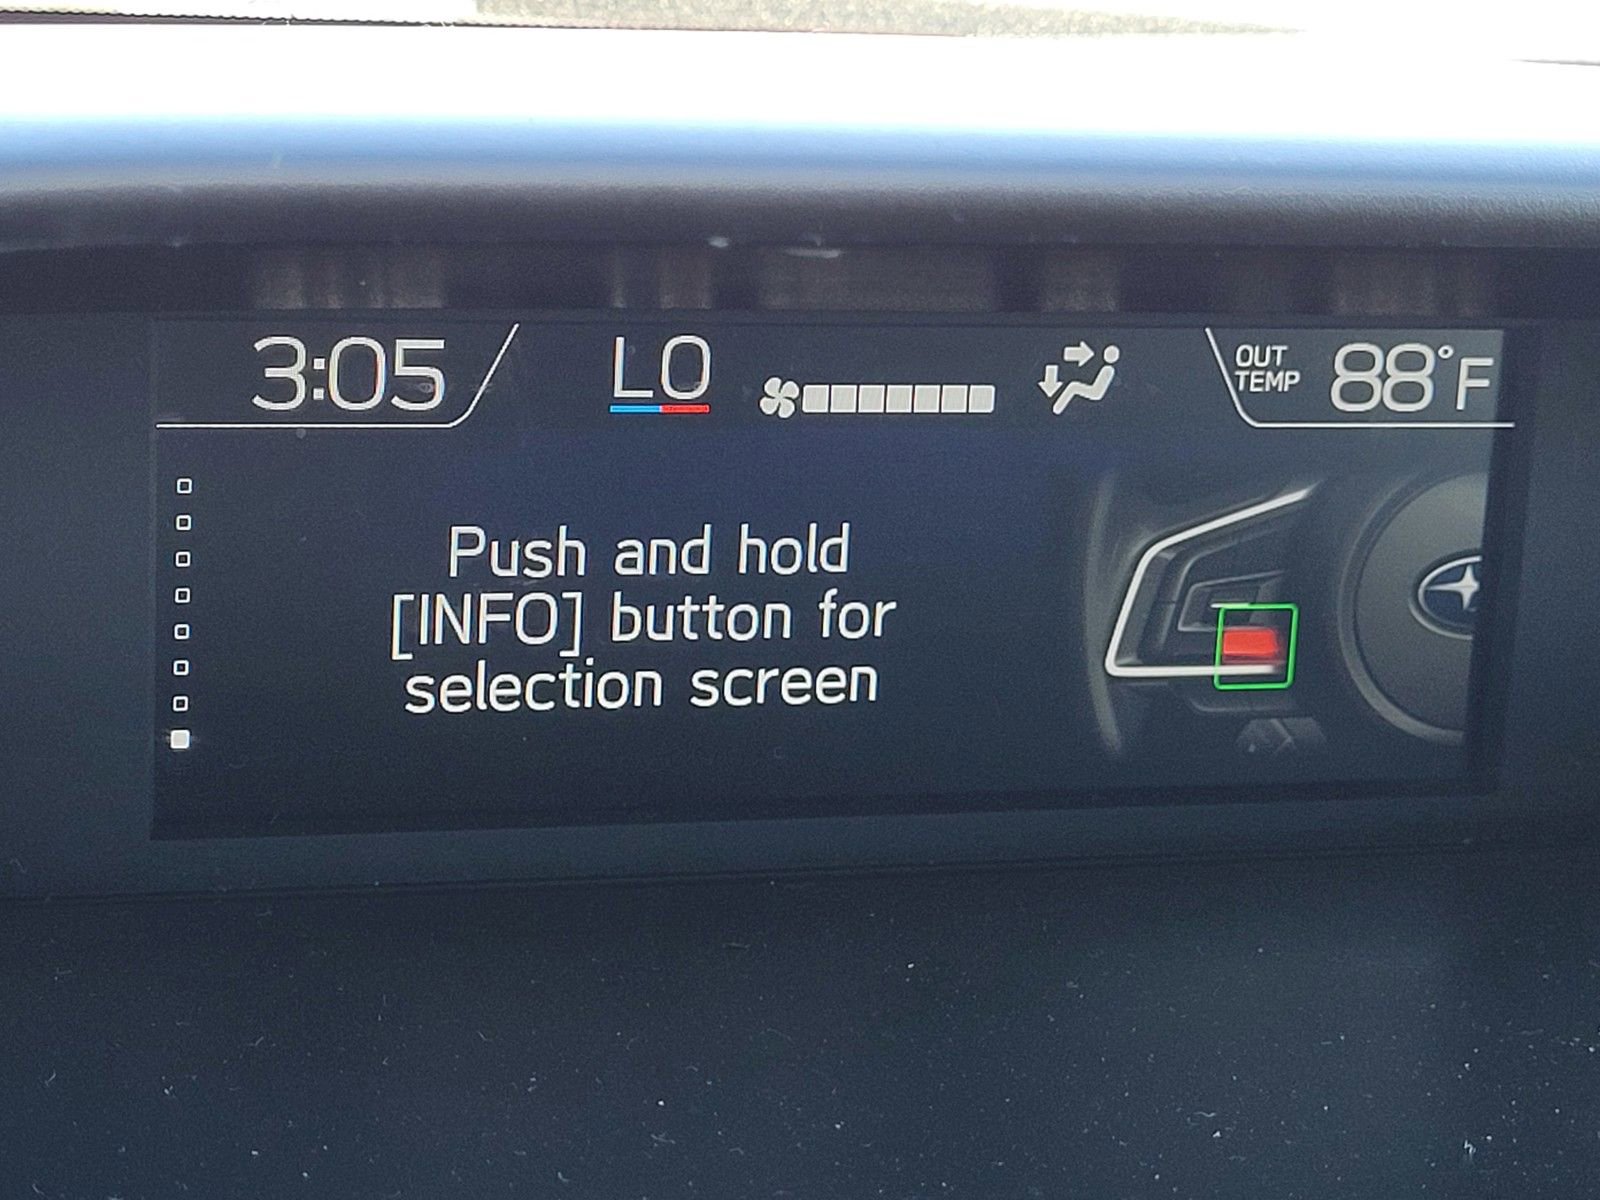 3:05
LO
OUT
TEMP
88°F
Push and hold
[INFO] button for
selection screen